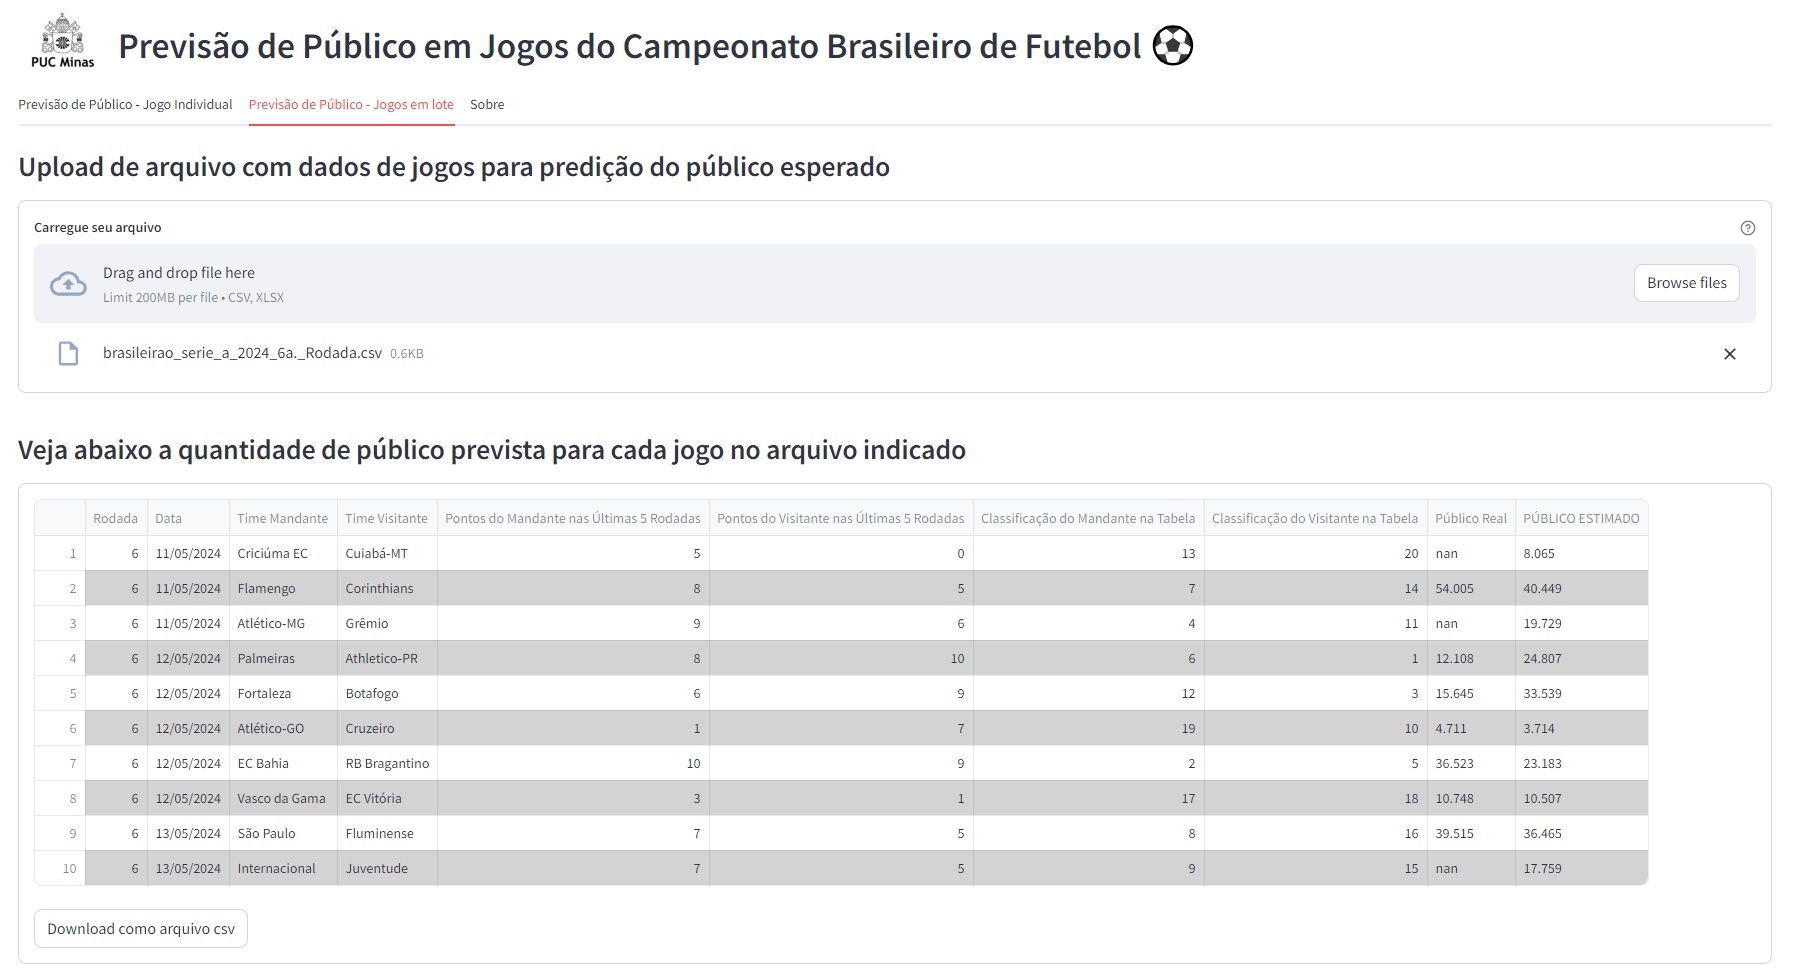 PUC Minas
Previsão de Público em Jogos do Campeonato Brasileiro de Futebol
Previsão de Público - Jogo Individual Previsão de Público - Jogos em lote Sobre
Upload de arquivo com dados de jogos para predição do público esperado
Carregue seu arquivo
Drag and drop file here
Limit 200MB per file • CSV, XLSX
Browse files
brasileirao_serie_a_2024_6a._Rodada.csv 0.6KB
Veja abaixo a quantidade de público prevista para cada jogo no arquivo indicado
Rodada Data Time Mandante Time Visitante Pontos do Mandante nas Últimas 5 Rodadas Pontos do Visitante nas Últimas 5 Rodadas Classificação do Mandante na Tabela Classificação do Visitante na Tabela Público Real PÚBLICO ESTIMADO
1 6 11/05/2024 Criciúma EC Cuiabá-MT 5 0 13 20 nan 8.065
2 6 11/05/2024 Flamengo Corinthians 8 5 7 14 54.005 40.449
3 6 11/05/2024 Atlético-MG Grêmio 9 6 4 11 nan 19.729
4 6 12/05/2024 Palmeiras Athletico-PR 8 10 6 1 12.108 24.807
5 6 12/05/2024 Fortaleza Botafogo 6 9 12 3 15.645 33.539
6 6 12/05/2024 Atlético-GO Cruzeiro 1 7 19 10 4.711 3.714
7 6 12/05/2024 EC Bahia RB Bragantino 10 9 2 5 36.523 23.183
8 6 12/05/2024 Vasco da Gama EC Vitória 3 1 17 18 10.748 10.507
9 6 13/05/2024 São Paulo Fluminense 7 5 8 16 39.515 36.465
10 6 13/05/2024 Internacional Juventude 7 5 9 15 nan 17.759
Download como arquivo csv